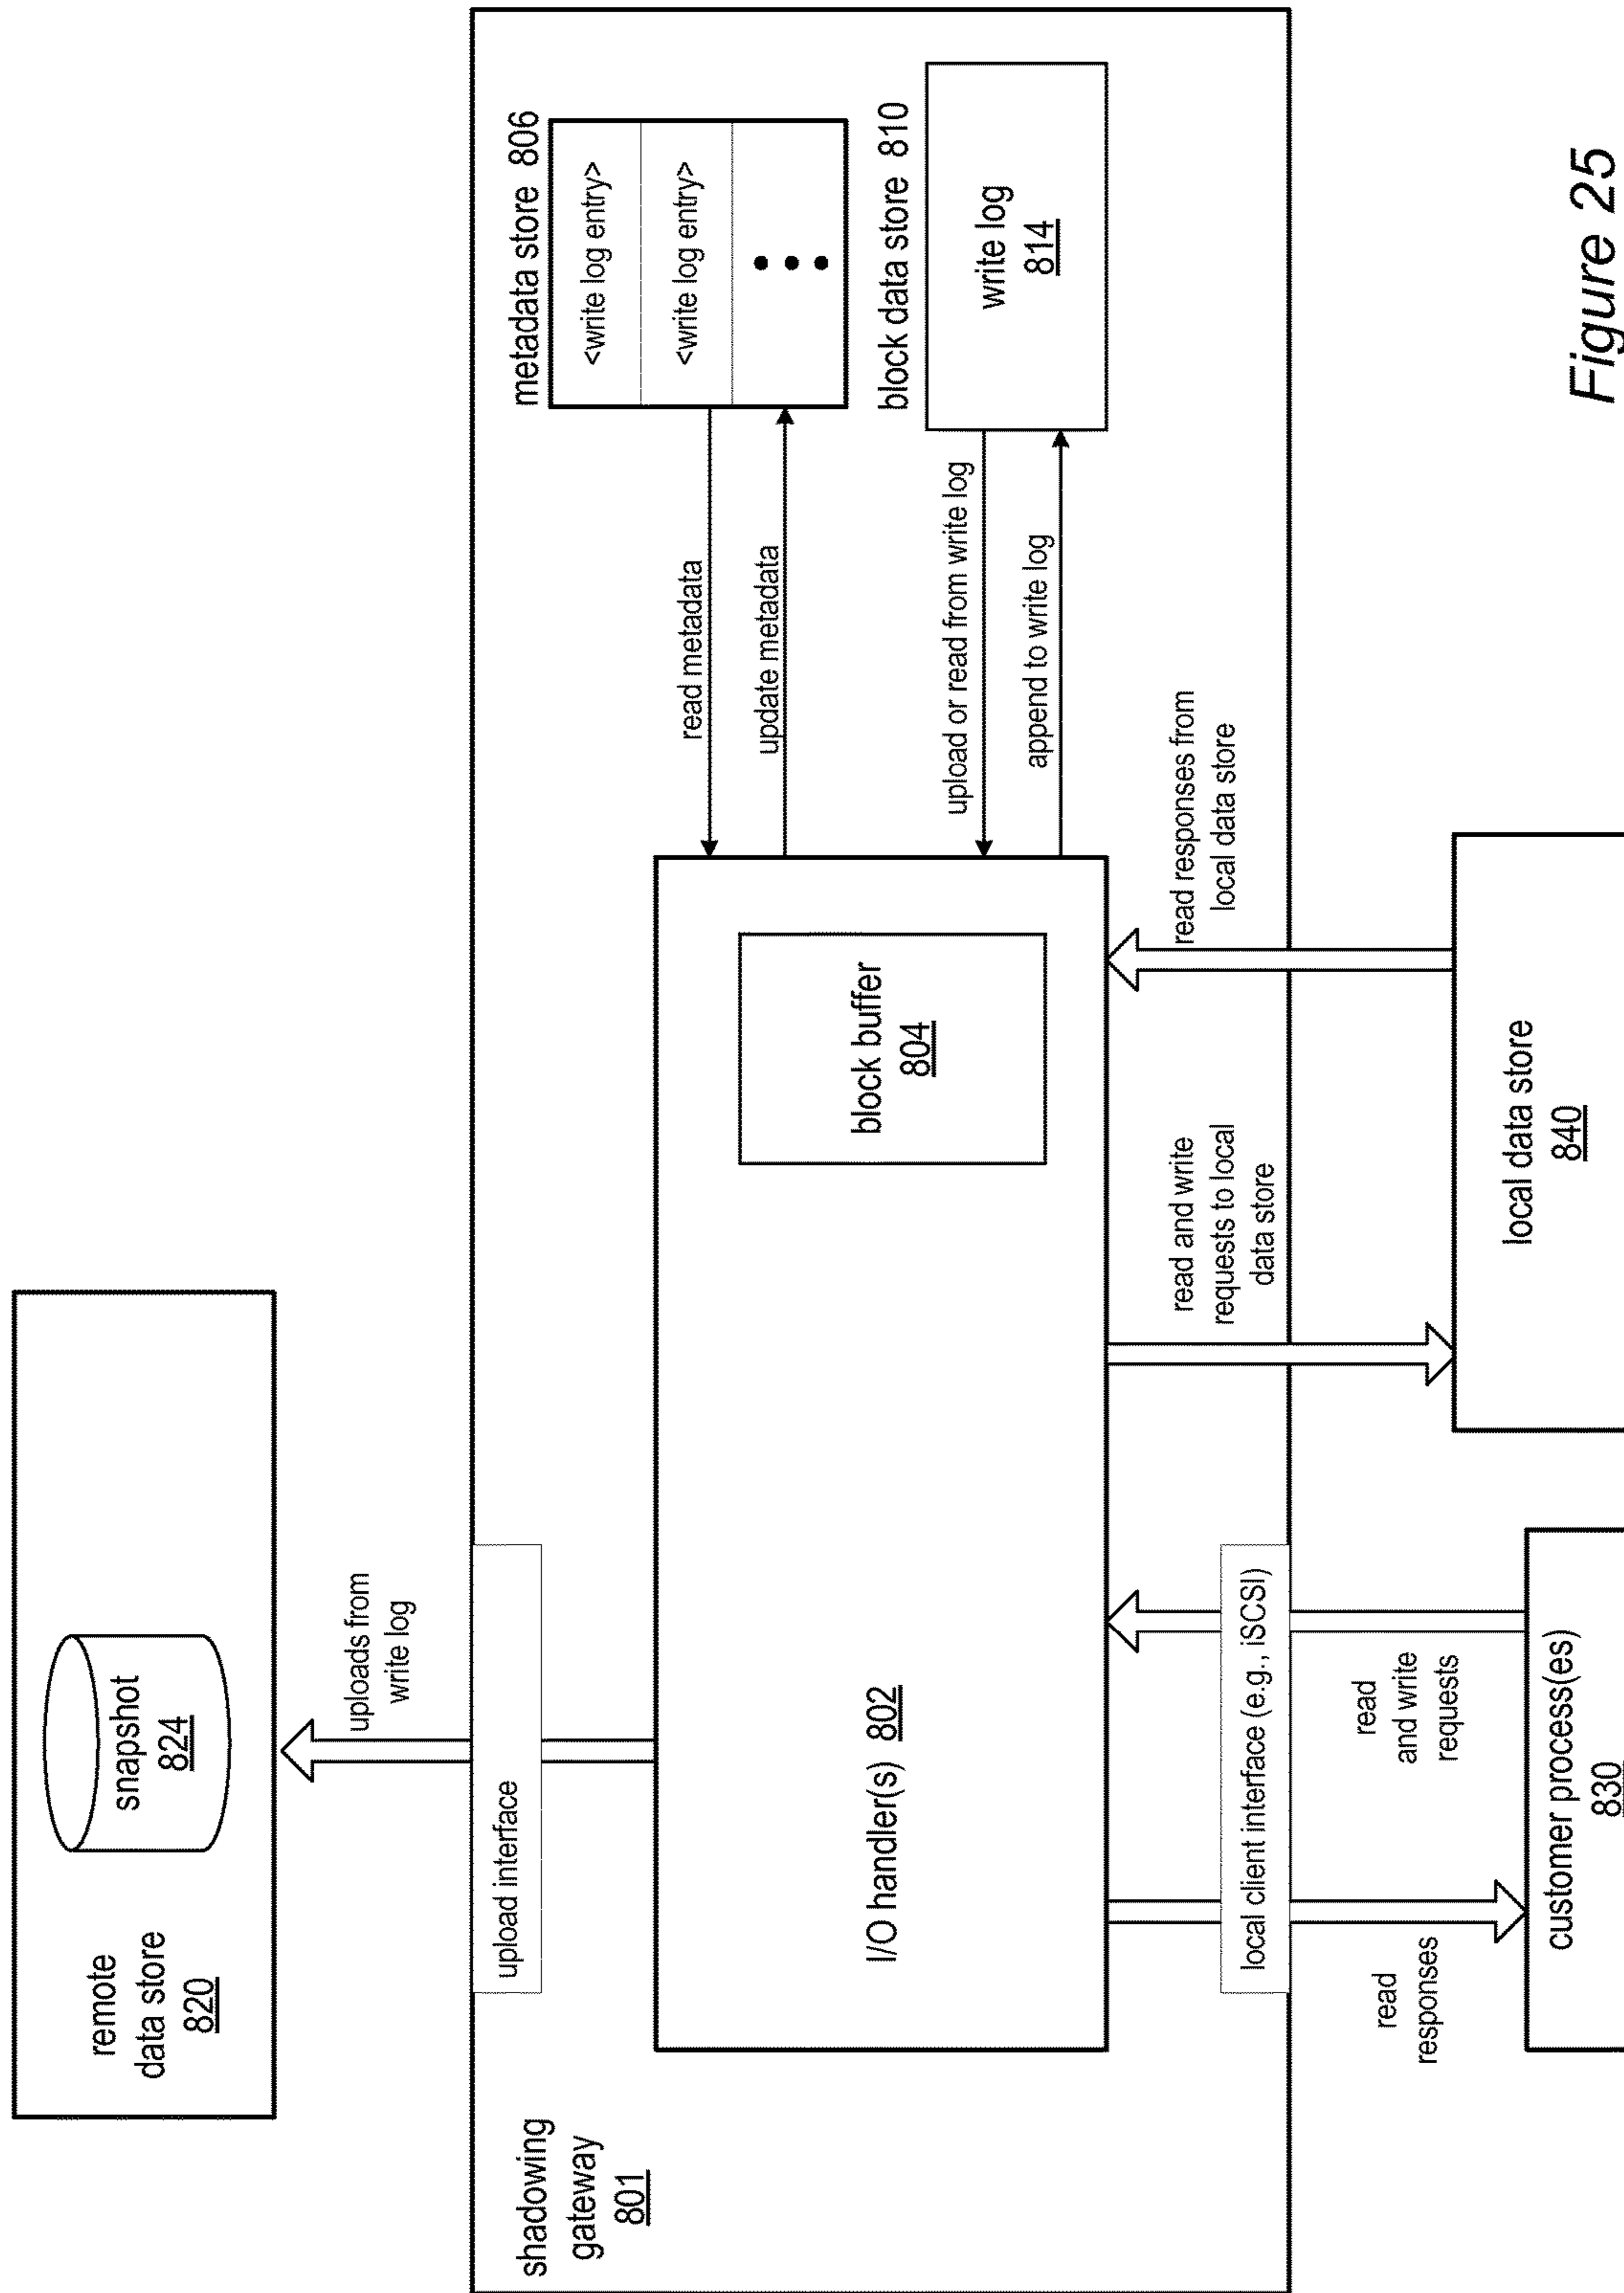 remote
data store
820
snapshot
824
uploads from
write log
shadowing
gateway
801
upload interface
I/O handler(s) 802
block buffer
804
read metadata
update metadata
metadata store 806
<write log entry>
<write log entry>
block data store 810
write log
814
upload or read from write log
append to write log
local client interface (e.g., iSCSI)
read
responses
read
and write
requests
read and write
requests to local
data store
read responses from
local data store
customer process(es)
830
local data store
840
Figure 25